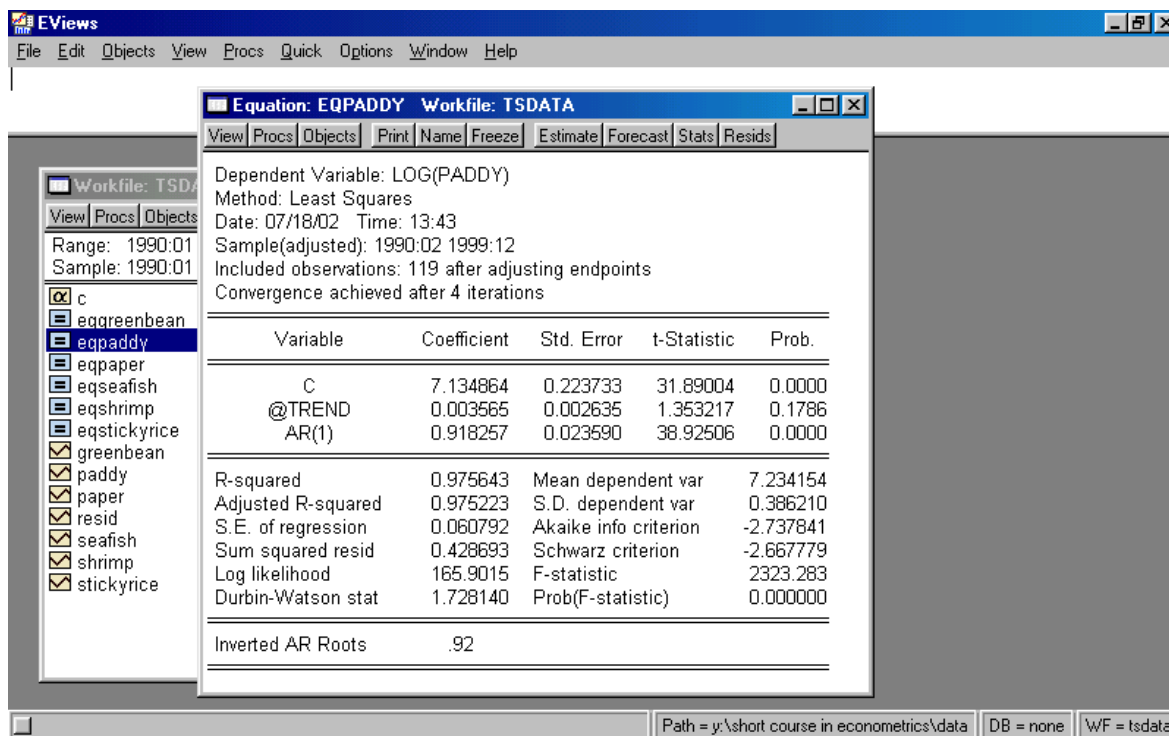 EViews
File Edit Objects View Procs Quick Options Window Help
Workfile: TSDA
View Procs Objects
Range: 1990:01
Sample: 1990:01
c
eqgreenbean
eqpaddy
eqpaper
eqseafish
eqshrimp
eqstickyrice
greenbean
paddy
paper
resid
seafish
shrimp
stickyrice
Equation: EQPADDY Workfile: TSDATA
View Procs Objects Print Name Freeze Estimate Forecast Stats Resids
Dependent Variable: LOG(PADDY)
Method: Least Squares
Date: 07/18/02 Time: 13:43
Sample(adjusted): 1990:02 1999:12
Included observations: 119 after adjusting endpoints
Convergence achieved after 4 iterations
Variable Coefficient Std. Error t-Statistic Prob.
C 7.134864 0.223733 31.89004 0.0000
@TREND 0.003565 0.002635 1.353217 0.1786
AR(1) 0.918257 0.023590 38.92506 0.0000
R-squared 0.975643 Mean dependent var 7.234154
Adjusted R-squared 0.975223 S.D. dependent var 0.386210
S.E. of regression 0.060792 Akaike info criterion -2.737841
Sum squared resid 0.428693 Schwarz criterion -2.667779
Log likelihood 165.9015 F-statistic 2323.283
Durbin-Watson stat 1.728140 Prob(F-statistic) 0.000000
Inverted AR Roots .92
Path = y:\short course in econometrics\data DB = none WF = tsdata